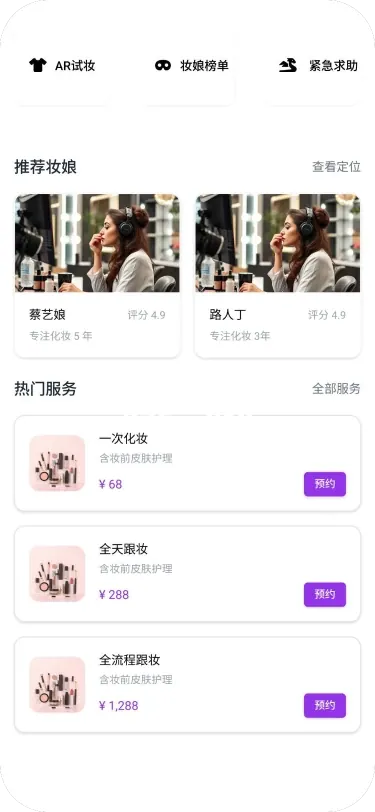 AR试妆 妆娘榜单 紧急求助
推荐妆娘 查看定位
蔡艺娘 评分 4.9 路人丁 评分 4.9
专注化妆 5 年 专注化妆 3年
热门服务 全部服务
一次化妆
含妆前皮肤护理
¥ 68 预约
全天跟妆
含妆前皮肤护理
¥ 288 预约
全流程跟妆
含妆前皮肤护理
¥ 1,288 预约